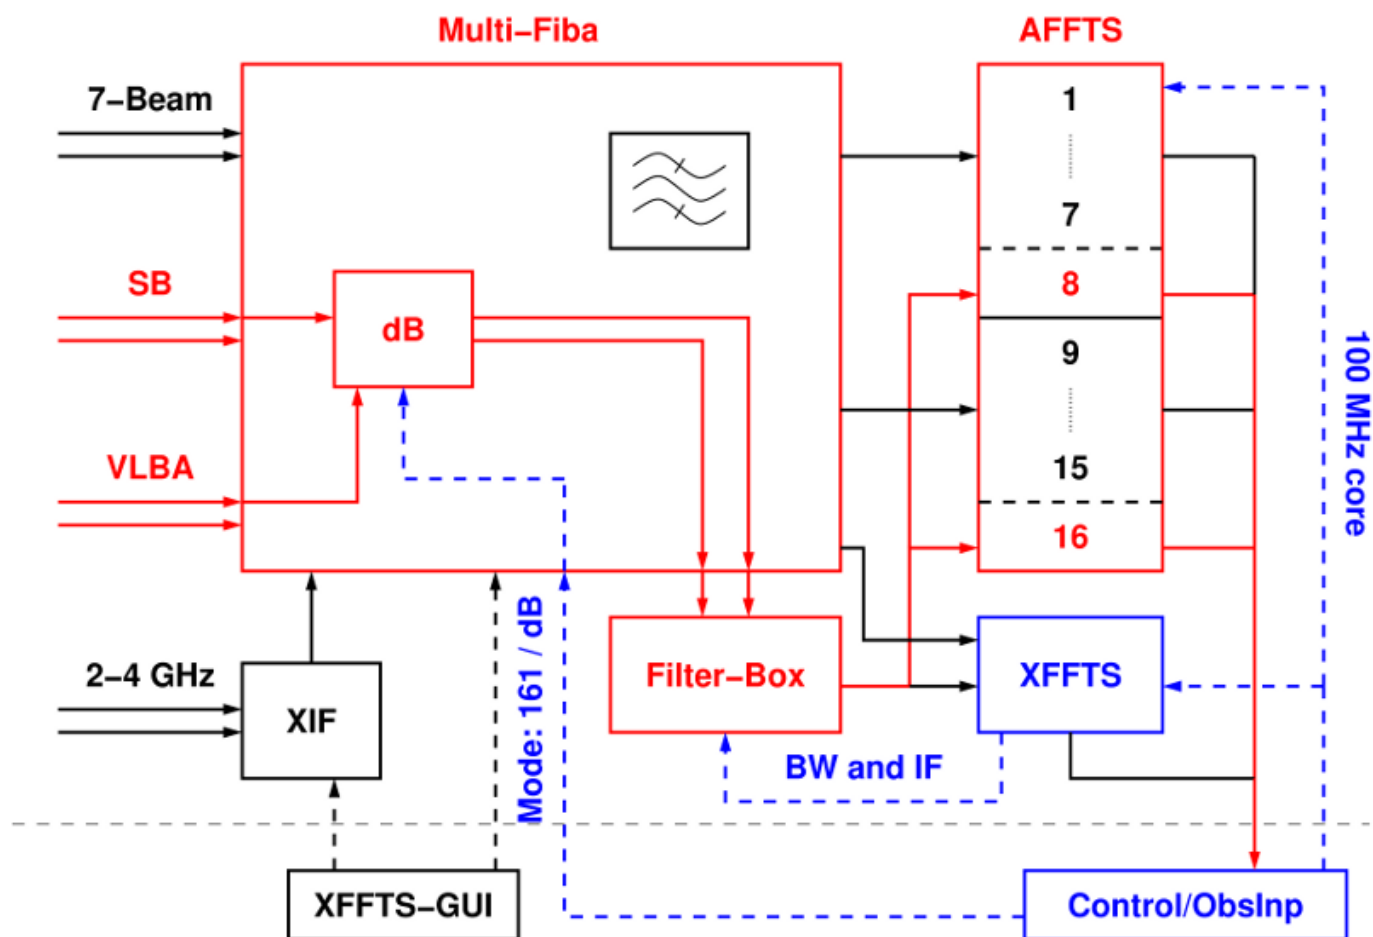 Multi–Fiba
AFFTS
7–Beam
1
7
SB
8
dB
9
100 MHz core
VLBA
15
16
2–4 GHz
XIF
Mode: 161 / dB
Filter–Box
XFFTS
BW and IF
XFFTS–GUI
Control/ObsInp